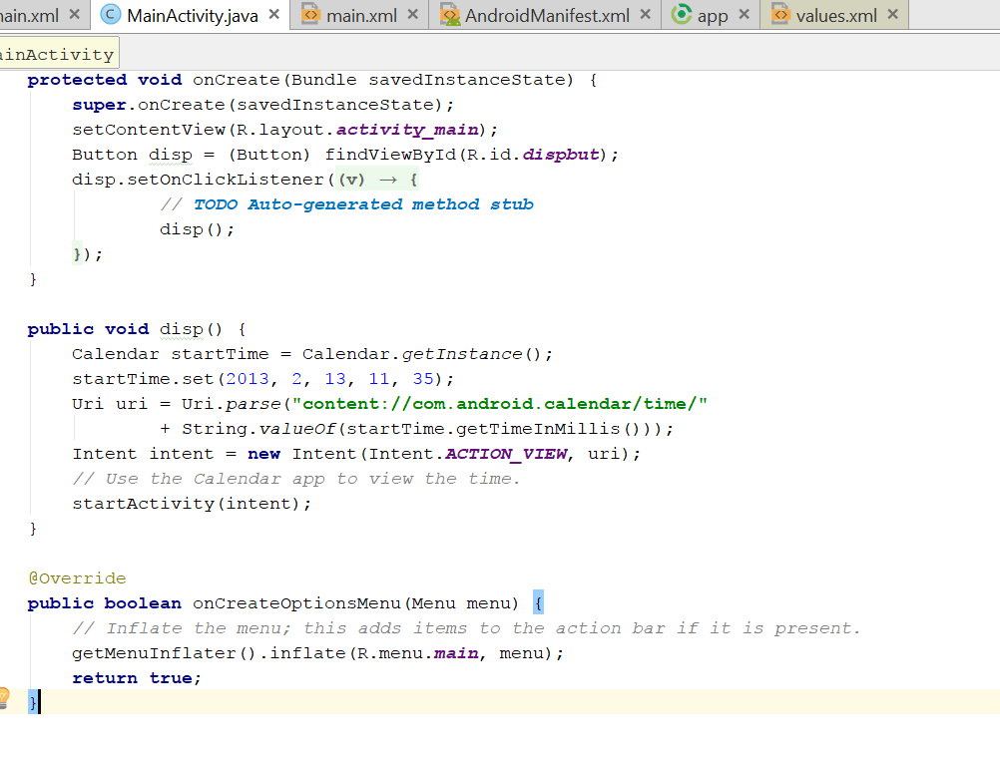 ain.xml × MainActivity.java × main.xml × AndroidManifest.xml × app × values.xml ×
ainActivity
protected void onCreate(Bundle savedInstanceState) {
super.onCreate(savedInstanceState);
setContentView(R.layout.activity_main);
Button disp = (Button) findViewById(R.id.dispbut);
disp.setOnClickListener((v) → {
// TODO Auto-generated method stub
disp();
});
}
public void disp() {
Calendar startTime = Calendar.getInstance();
startTime.set(2013, 2, 13, 11, 35);
Uri uri = Uri.parse("content://com.android.calendar/time/"
+ String.valueOf(startTime.getTimeInMillis()));
Intent intent = new Intent(Intent.ACTION_VIEW, uri);
// Use the Calendar app to view the time.
startActivity(intent);
}
@Override
public boolean onCreateOptionsMenu(Menu menu) {
// Inflate the menu; this adds items to the action bar if it is present.
getMenuInflater().inflate(R.menu.main, menu);
return true;
}